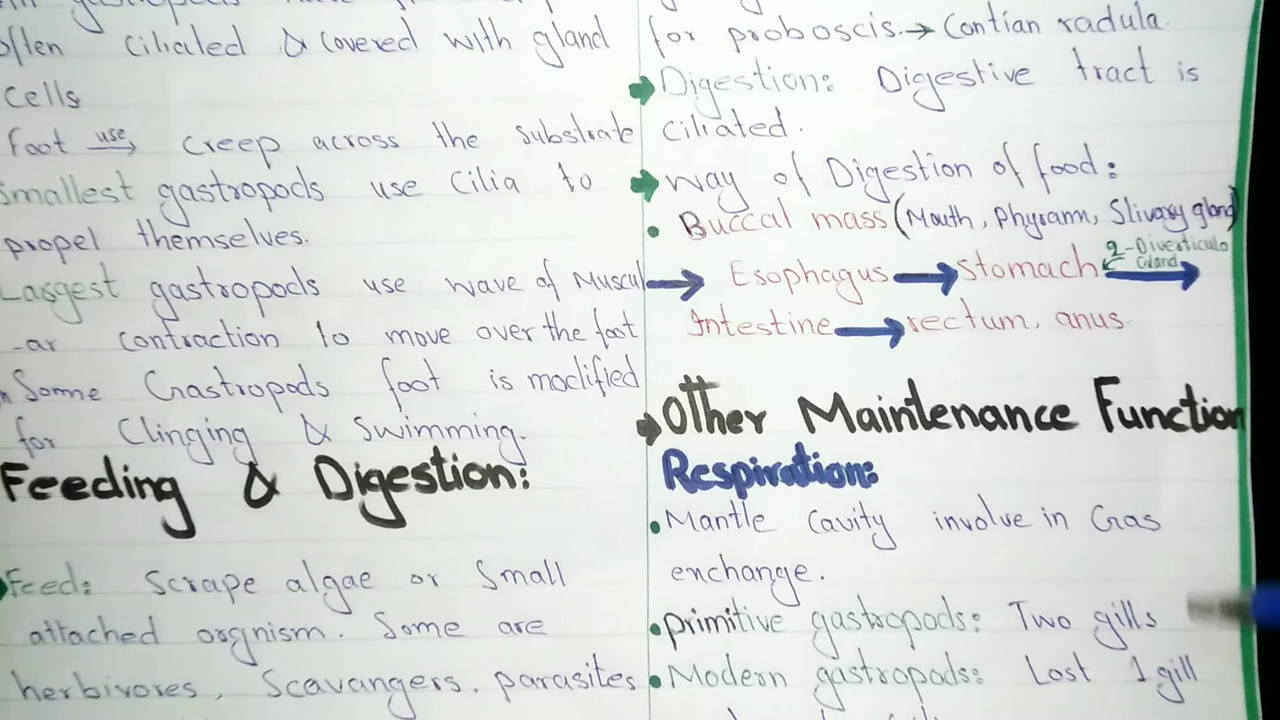 often ciliated & covered with gland
cells
foot use → creep across the substrate
smallest gastropods use Cilia to
propel themselves.
Largest gastropods use wave of Muscul
-ar contraction to move over the foot
Some Gastropods foot is modified
for Clinging & Swimming.
Feeding & Digestion:
Feed: Scrape algae or Small
attached orgnism. Some are
herbivores, Scavangers, parasites
for proboscis. → Contian radula.
Digestion: Digestive tract is
ciliated.
way of Digestion of food:
• Buccal mass (Mouth, Phyrann, Slivary gland)
→ Esophagus → Stomach 2-Diverticulo Gland →
Intestine → rectum, anus.
Other Maintenance Function
Respiration:
• Mantle Cavity involve in Gas
exchange.
• primitive gastropods: Two gills
• Modern gastropods: Lost 1 gill